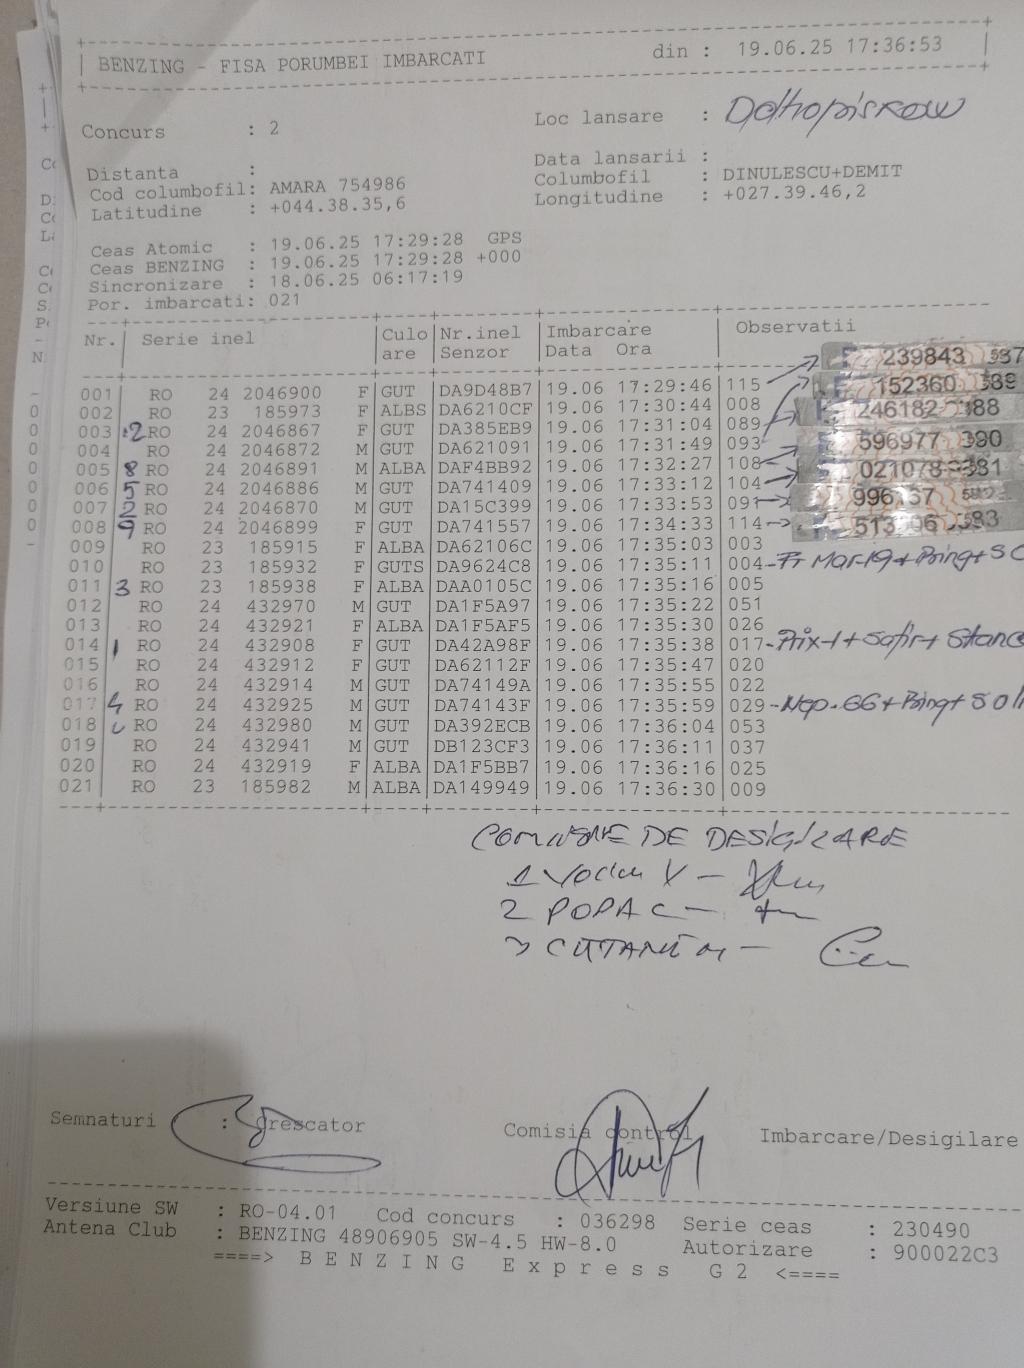 BENZING - FISA PORUMBEI IMBARCATI din : 19.06.25 17:36:53
Concurs : 2 Loc lansare :
Distanta : Data lansarii :
Cod columbofil: AMARA 754986 Columbofil : DINULESCU+DEMIT
Latitudine : +044.38.35,6 Longitudine : +027.39.46,2
Ceas Atomic : 19.06.25 17:29:28 GPS
Ceas BENZING : 19.06.25 17:29:28 +000
Sincronizare : 18.06.25 06:17:19
Por. imbarcati: 021
Nr. Serie inel Culo Nr.inel Imbarcare Observatii
are Senzor Data Ora
001 RO 24 2046900 F GUT DA9D48B7 19.06 17:29:46 115 239843
002 RO 23 185973 F ALBS DA6210CF 19.06 17:30:44 008 152360
003 RO 24 2046867 F GUT DA385EB9 19.06 17:31:04 089 246182
004 RO 24 2046872 M GUT DA621091 19.06 17:31:49 093 596977
005 8 RO 24 2046891 M ALBA DAF4BB92 19.06 17:32:27 108 021078
006 5 RO 24 2046886 M GUT DA741409 19.06 17:33:12 104
007 2 RO 24 2046870 M GUT DA15C399 19.06 17:33:53 091
008 9 RO 24 2046899 F GUT DA741557 19.06 17:34:33 114
009 RO 23 185915 F ALBA DA62106C 19.06 17:35:03 003
010 RO 23 185932 F GUTS DA9624C8 19.06 17:35:11 004
011 3 RO 23 185938 F ALBA DAA0105C 19.06 17:35:16 005
012 RO 24 432970 M GUT DA1F5A97 19.06 17:35:22 051
013 RO 24 432921 F ALBA DA1F5AF5 19.06 17:35:30 026
014 1 RO 24 432908 F GUT DA42A98F 19.06 17:35:38 017
015 RO 24 432912 F GUT DA62112F 19.06 17:35:47 020
016 RO 24 432914 M GUT DA74149A 19.06 17:35:55 022
017 4 RO 24 432925 M GUT DA74143F 19.06 17:35:59 029
018 RO 24 432980 M GUT DA392ECB 19.06 17:36:04 053
019 RO 24 432941 M GUT DB123CF3 19.06 17:36:11 037
020 RO 24 432919 F ALBA DA1F5BB7 19.06 17:36:16 025
021 RO 23 185982 M ALBA DA149949 19.06 17:36:30 009
DE DESIGILARE
1
2 POPA C
Semnaturi : Crescator Comisia control Imbarcare/Desigilare
Versiune SW : RO-04.01 Cod concurs : 036298 Serie ceas : 230490
Antena Club : BENZING 48906905 SW-4.5 HW-8.0 Autorizare : 900022C3
====> B E N Z I N G E x p r e s s G 2 <====